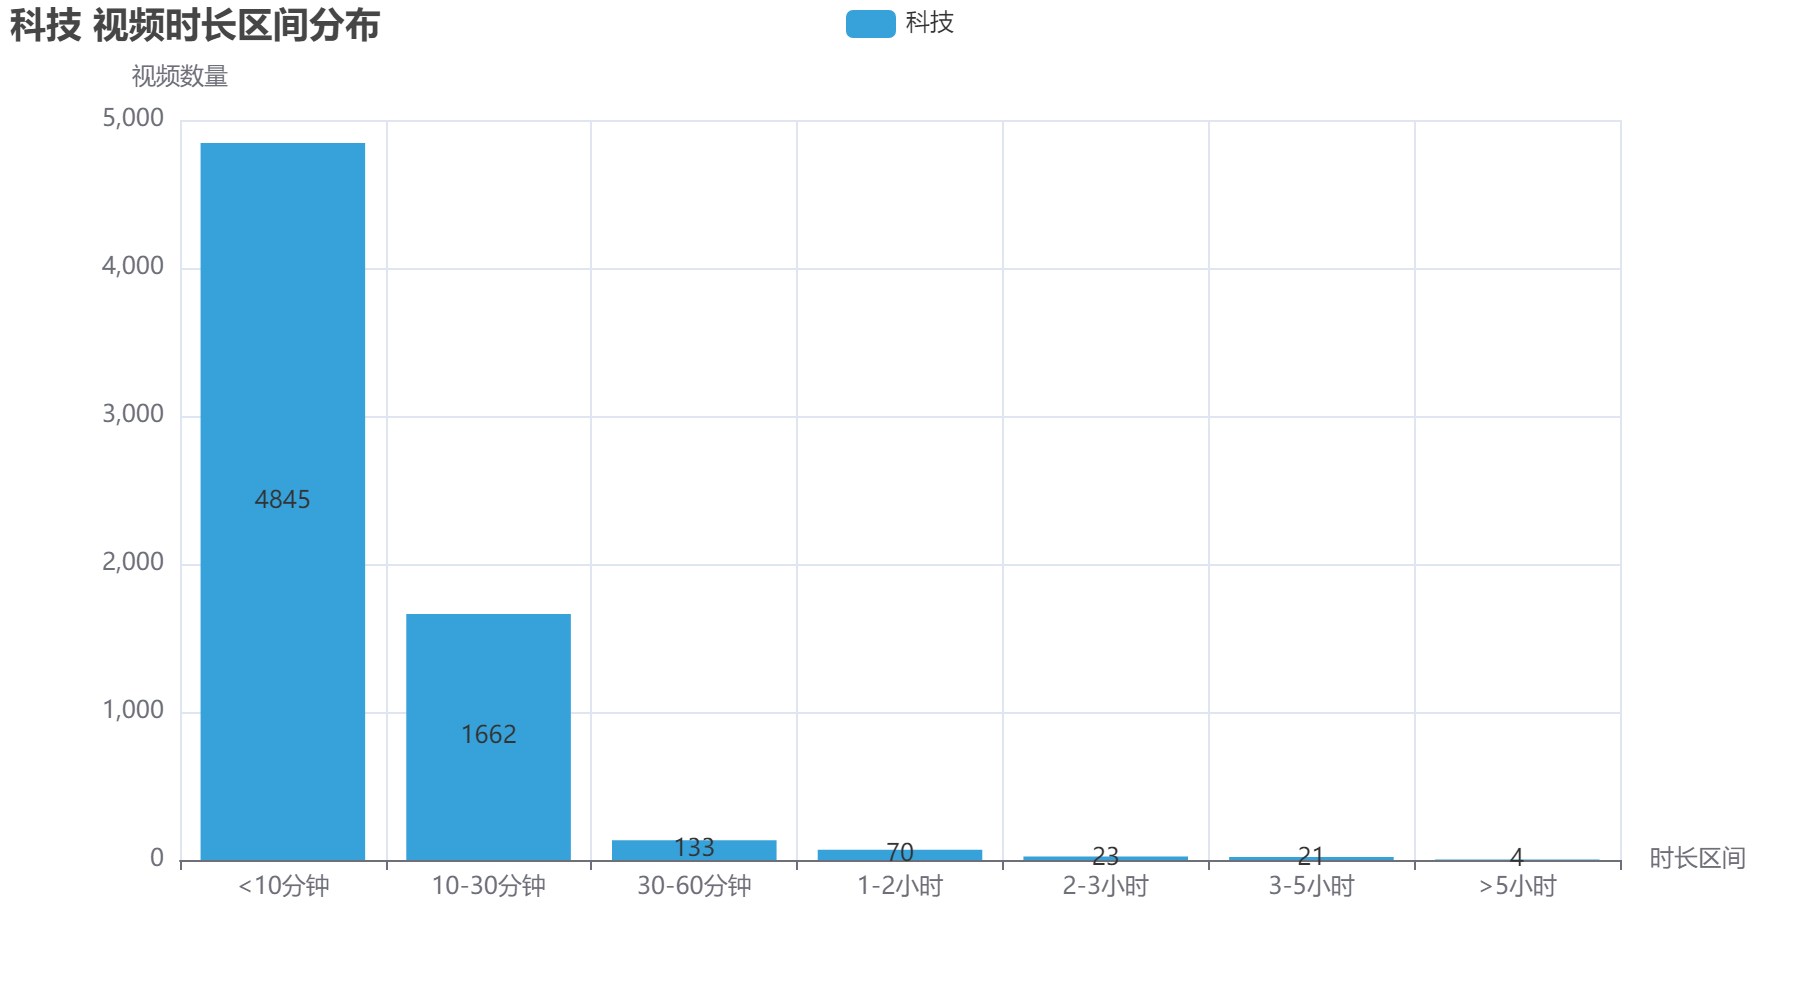 科技 视频时长区间分布
科技
视频数量
5,000
4,000
3,000
2,000
1,000
0
4845
1662
133
70
23
21
4
<10分钟
10-30分钟
30-60分钟
1-2小时
2-3小时
3-5小时
>5小时
时长区间